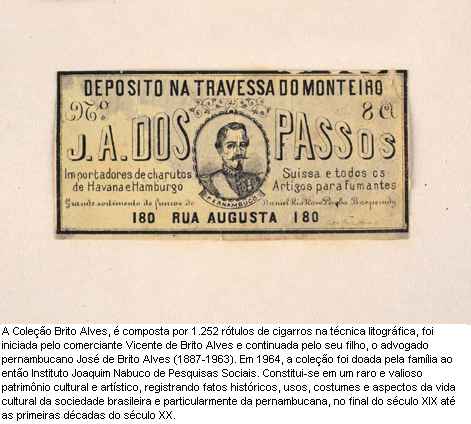 DEPOSITO NA TRAVESSA DO MONTEIRO
Nº 8 A
J. A. DOS PASSOS
Importadores de charutos Suissa e todos os
de Havana e Hamburgo Artigos para fumantes
PERNAMBUCO
Grande sortimento de fumos do Daniel Rio Novo
180 RUA AUGUSTA 180
A Coleção Brito Alves, é composta por 1.252 rótulos de cigarros na técnica litográfica, foi
iniciada pelo comerciante Vicente de Brito Alves e continuada pelo seu filho, o advogado
pernambucano José de Brito Alves (1887-1963). Em 1964, a coleção foi doada pela família ao
então Instituto Joaquim Nabuco de Pesquisas Sociais. Constitui-se em um raro e valioso
patrimônio cultural e artístico, registrando fatos históricos, usos, costumes e aspectos da vida
cultural da sociedade brasileira e particularmente da pernambucana, no final do século XIX até
as primeiras décadas do século XX.